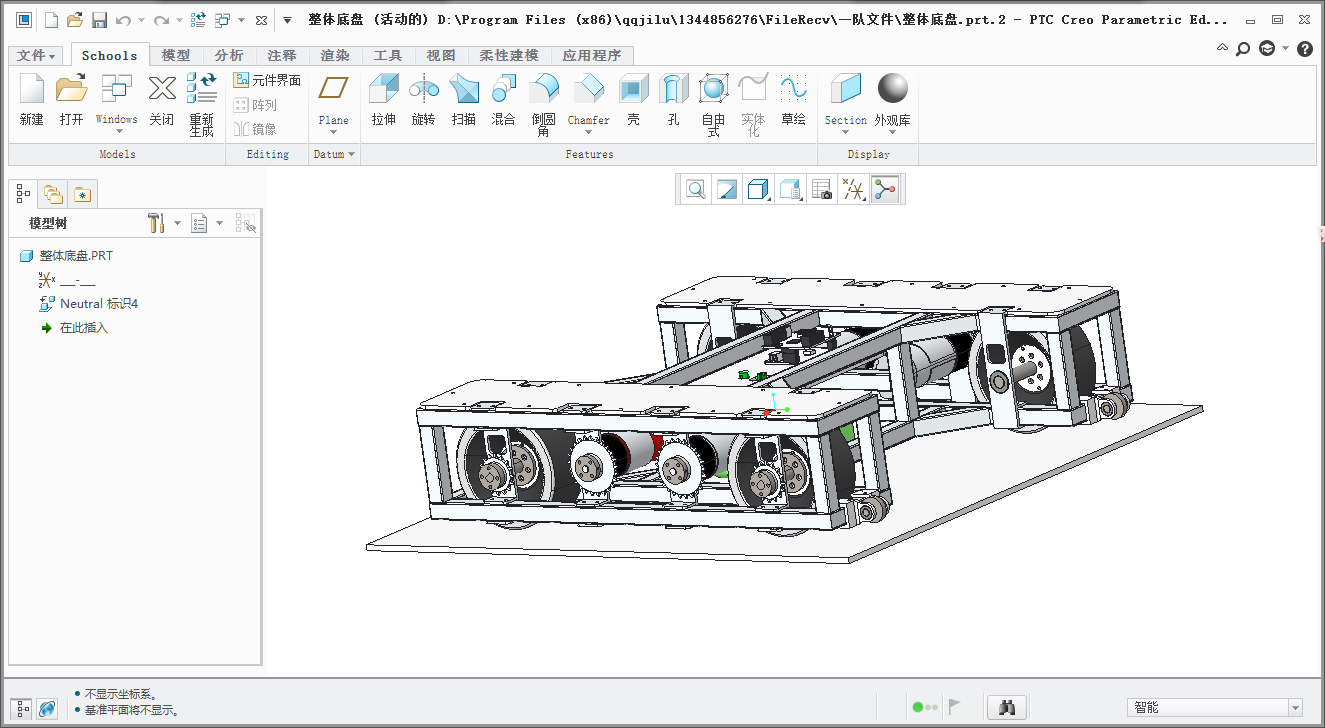 整体底盘 (活动的) D:\Program Files (x86)\qqjilu\1344856276\FileRecv\一队文件\整体底盘.prt.2 - PTC Creo Parametric Ed...
文件 Schools 模型 分析 注释 渲染 工具 视图 柔性建模 应用程序
新建 打开 Windows 关闭 重新生成
元件界面
阵列
镜像
Plane
拉伸 旋转 扫描 混合 倒圆角 Chamfer 壳 孔 自由式 实体化 草绘
Section 外观库
Models Editing Datum Features Display
模型树
整体底盘.PRT
__-__
Neutral 标识4
在此插入
不显示坐标系。
基准平面将不显示。
智能